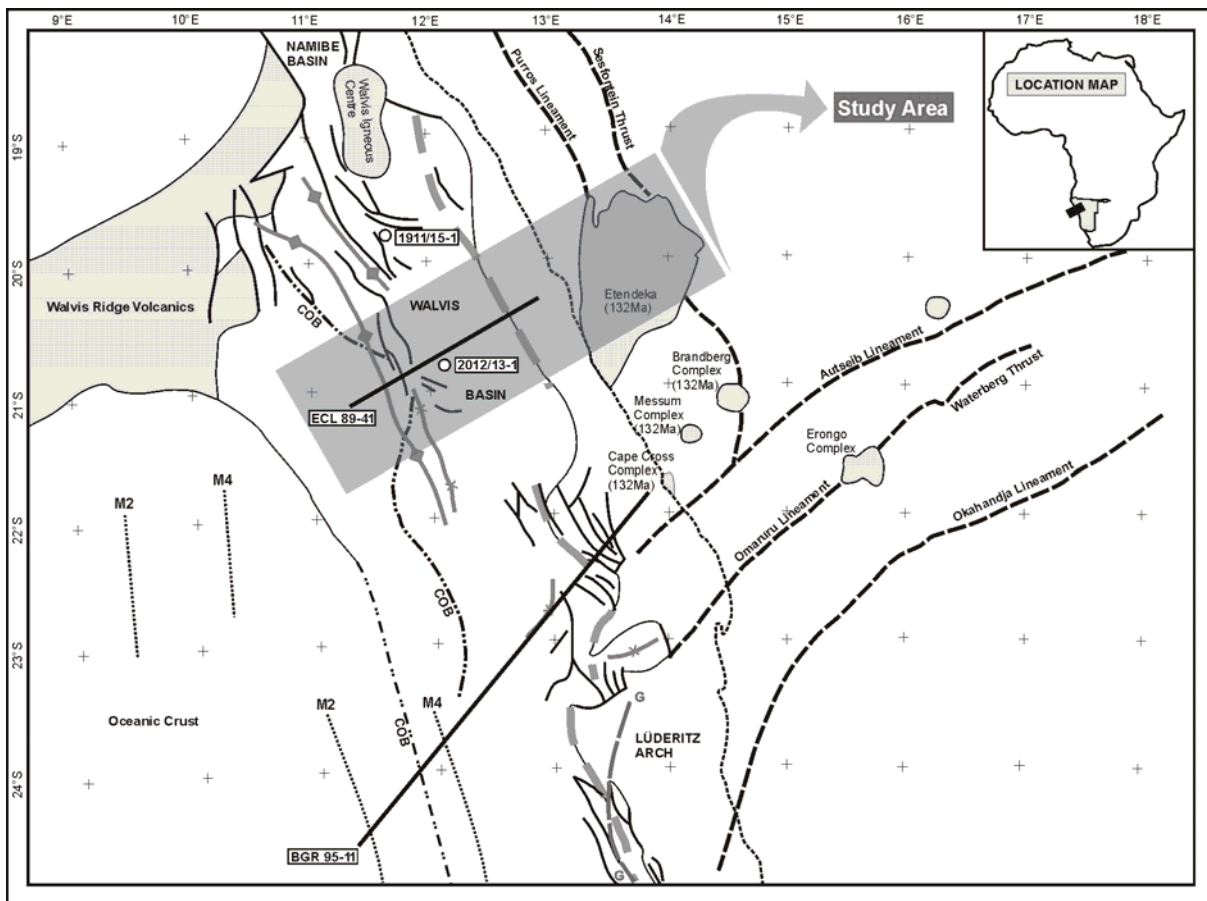 9°E
10°E
11°E
12°E
13°E
14°E
15°E
16°E
17°E
18°E
NAMIBE
BASIN
Walvis Igneous
Centre
Purros Lineament
Sesfontein Thrust
Study Area
LOCATION MAP
19°S
20°S
21°S
22°S
23°S
24°S
1911/15-1
Walvis Ridge Volcanics
COB
WALVIS
BASIN
Etendeka
(132Ma)
2012/13-1
ECL 89-41
Brandberg
Complex
(132Ma)
Messum
Complex
(132Ma)
Cape Cross
Complex
(132Ma)
Autseib Lineament
Waterberg Thrust
Erongo
Complex
Omaruru Lineament
Okahandja Lineament
M2
M4
COB
COB
M2
M4
Oceanic Crust
G
LÜDERITZ
ARCH
BGR 95-11
G